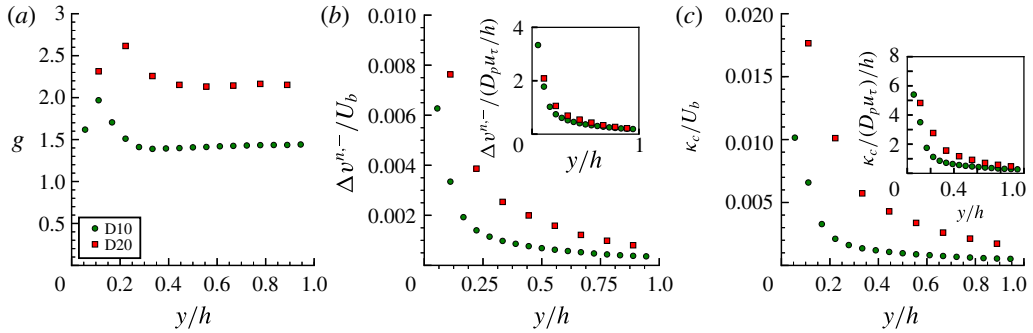 (a)
3
2.5
2.0
g
1.5
1.0
0.5
D10
D20
0
0.2
0.4
0.6
0.8
1.0
y/h
(b)
0.010
0.008
0.006
0.004
0.002
Δv^{n,−}/U_b
0
0.25
0.50
0.75
1.00
y/h
4
2
0
1
Δv^{n,−}/(D_p u_τ/h)
y/h
(c)
0.020
0.015
0.010
0.005
κ_c/U_b
0
0.2
0.4
0.6
0.8
1.0
y/h
8
6
4
2
0
0.4
1.0
κ_c/(D_p u_τ)/h)
y/h